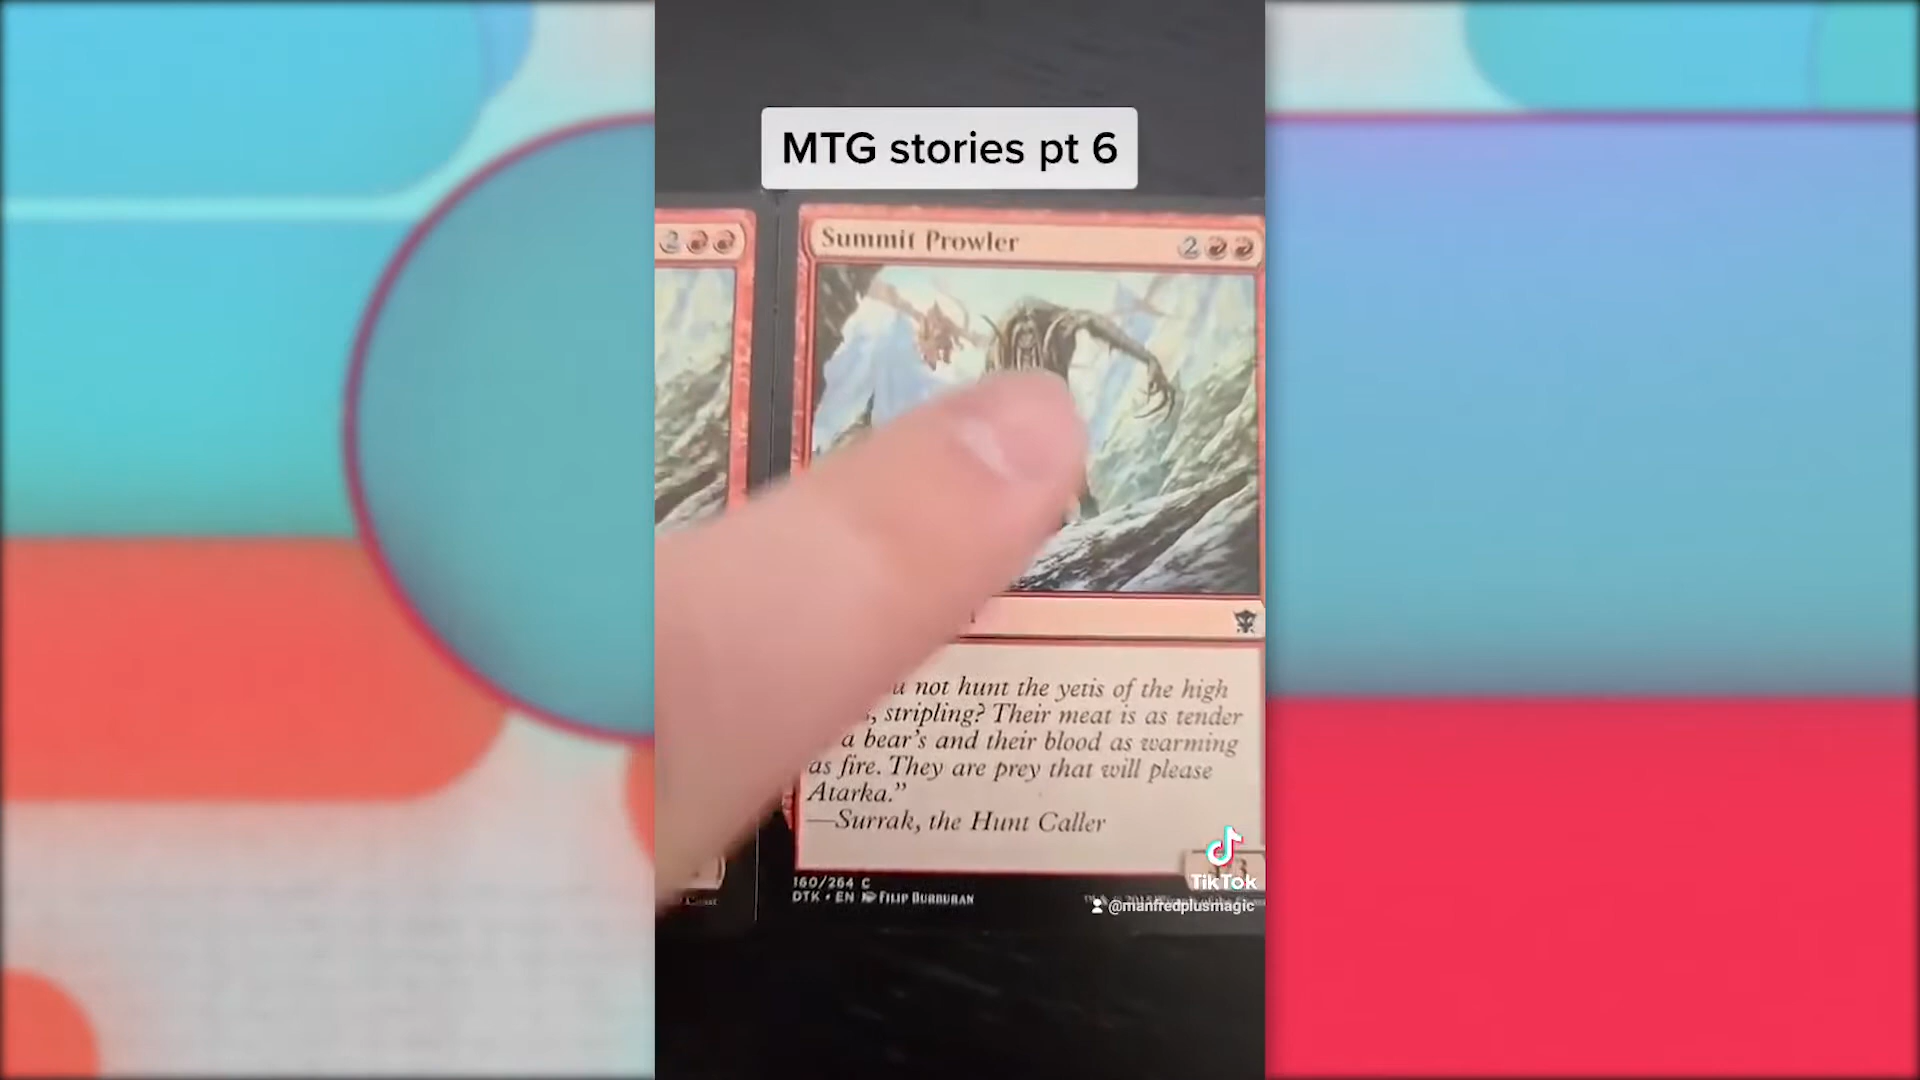 MTG stories pt 6
2
Summit Prowler
2
u not hunt the yetis of the high
s, stripling? Their meat is as tender
a bear's and their blood as warming
as fire. They are prey that will please
Atarka."
—Surrak, the Hunt Caller
160/264 C
DTK • EN FILIP BURBURAN
TikTok
@manfredplusmagic